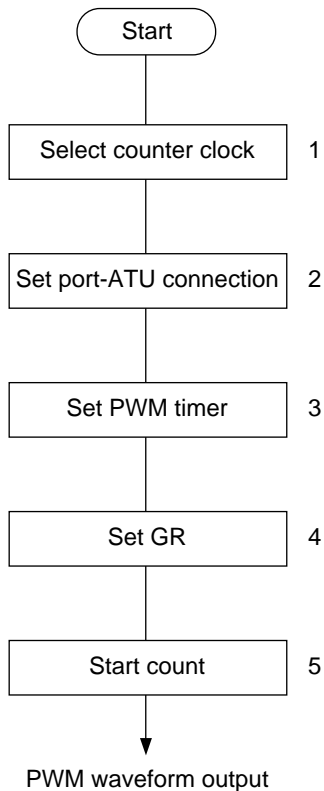 Start
Select counter clock 1
Set port-ATU connection 2
Set PWM timer 3
Set GR 4
Start count 5
PWM waveform output